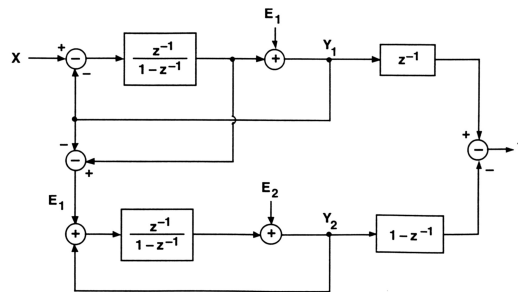 E₁
X
+
−
−
z⁻¹
1−z⁻¹
+
Y₁
z⁻¹
+
−
−
−
−
+
E₁
E₂
+
z⁻¹
1−z⁻¹
+
Y₂
1−z⁻¹